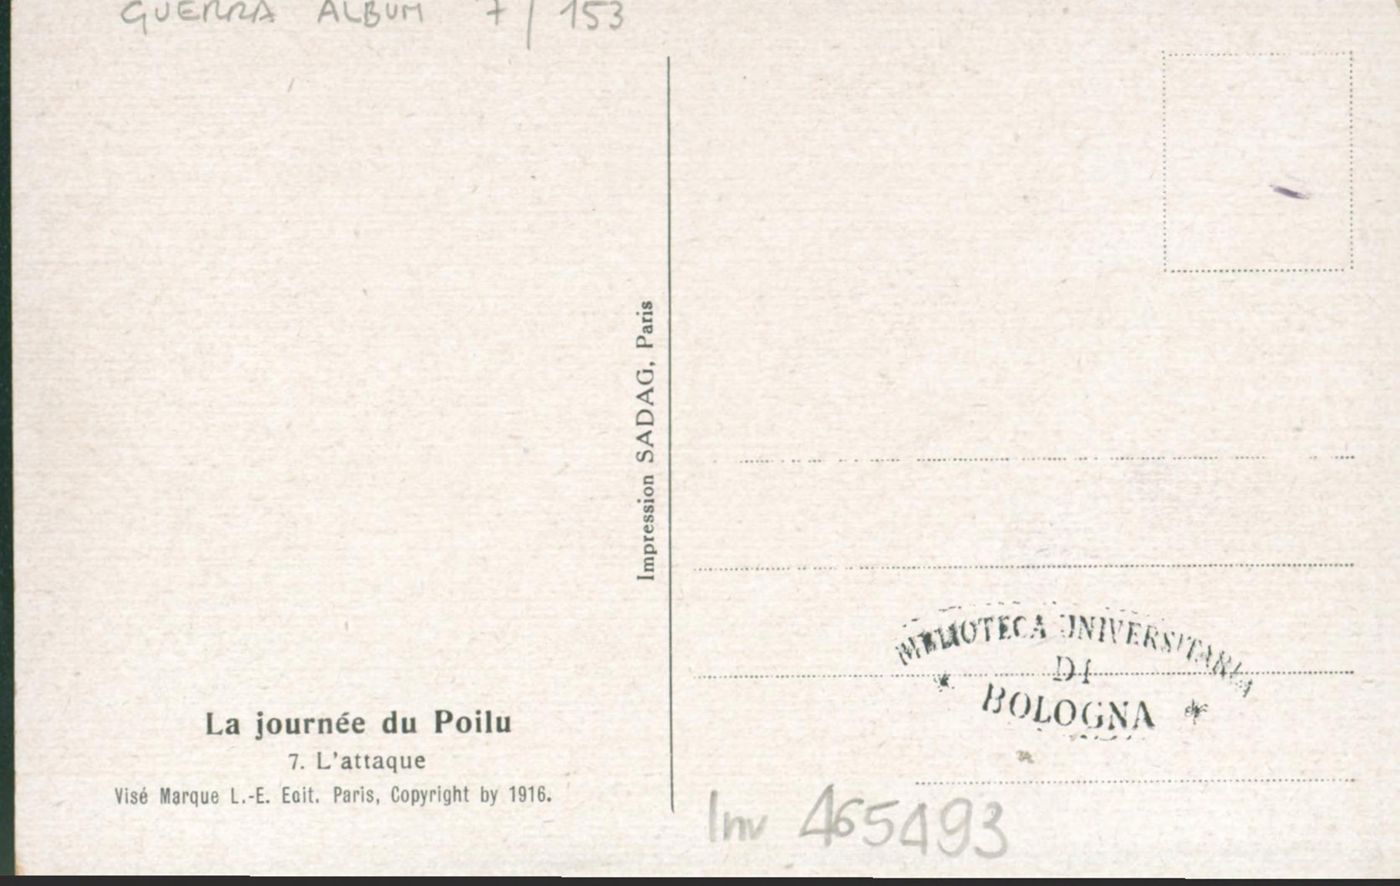 GUERRA ALBUM 7/153
La journée du Poilu
7. L'attaque
Visé Marque L.-E. Edit. Paris, Copyright by 1916.
Impression SADAG, Paris
BIBLIOTECA UNIVERSITARIA
DI
BOLOGNA
Inv 465493